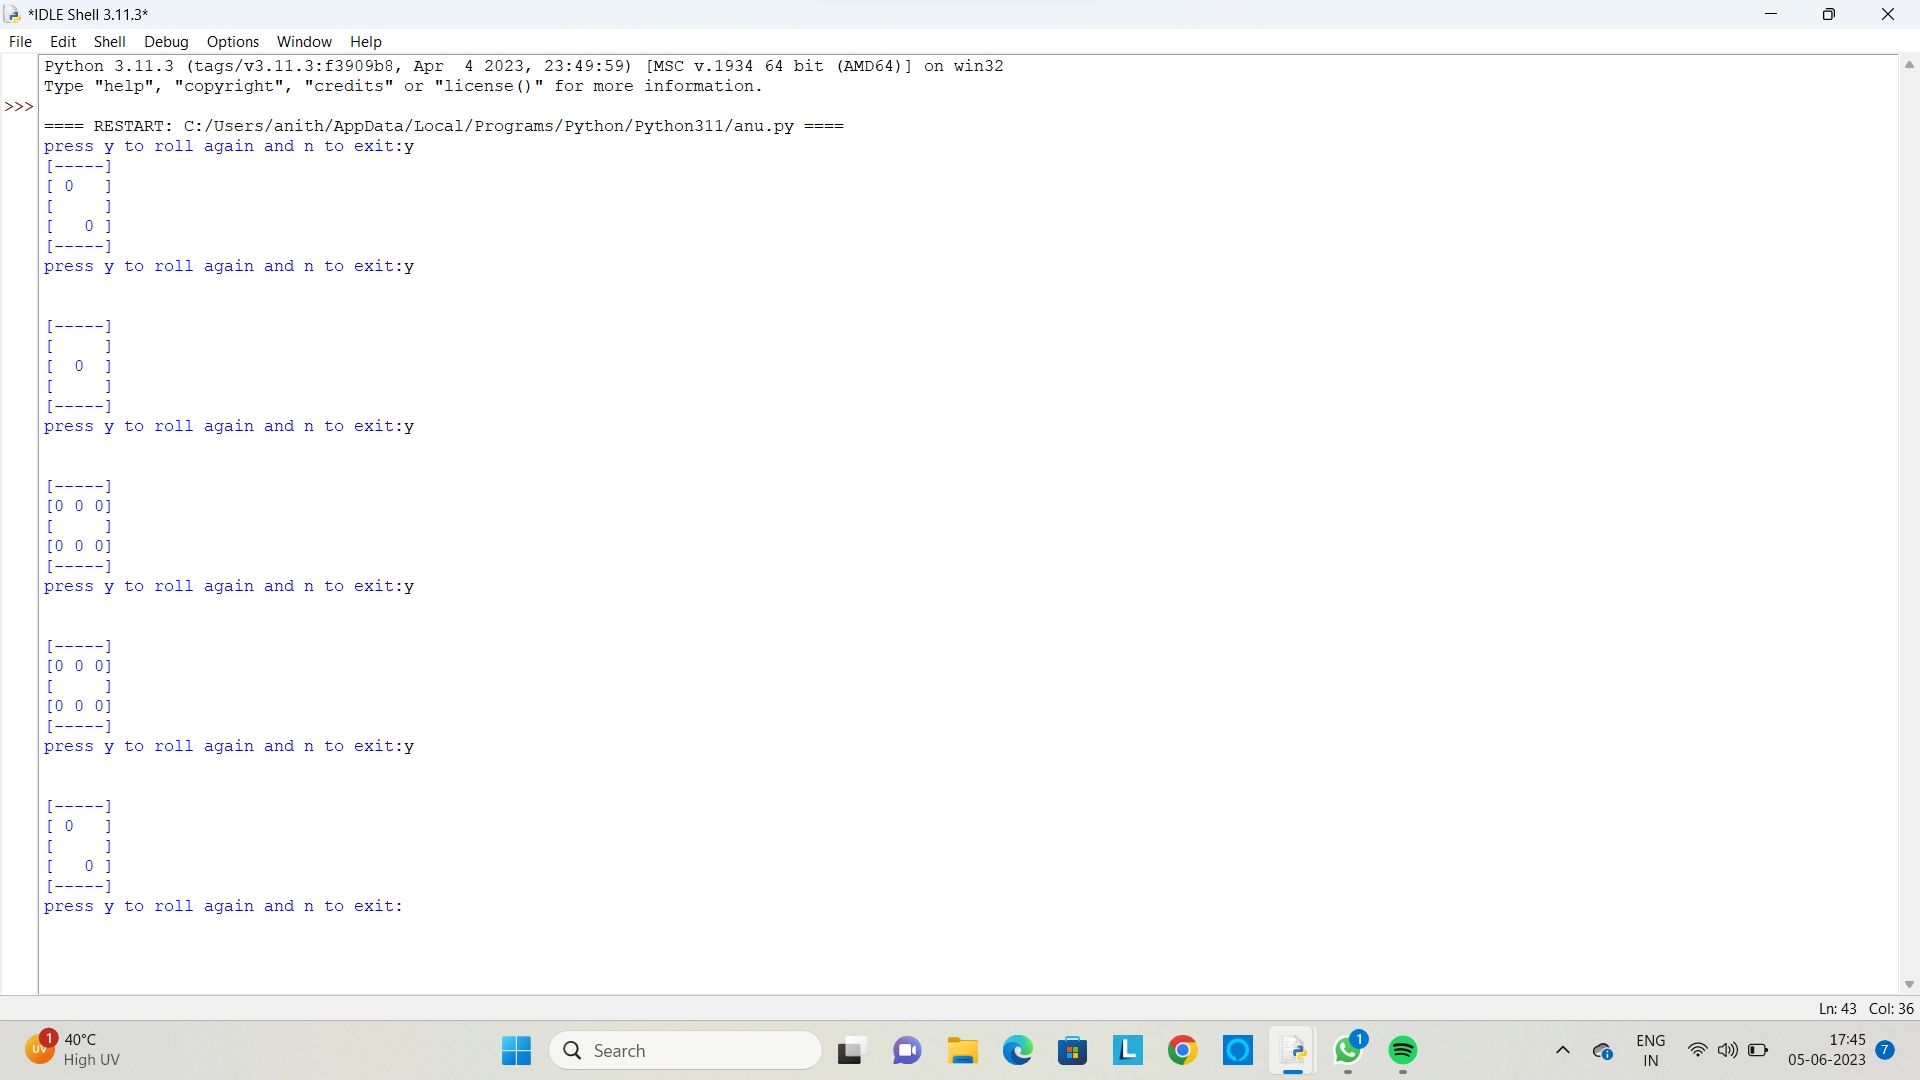 *IDLE Shell 3.11.3*
File Edit Shell Debug Options Window Help
Python 3.11.3 (tags/v3.11.3:f3909b8, Apr  4 2023, 23:49:59) [MSC v.1934 64 bit (AMD64)] on win32
Type "help", "copyright", "credits" or "license()" for more information.
>>>
==== RESTART: C:/Users/anith/AppData/Local/Programs/Python/Python311/anu.py ====
press y to roll again and n to exit:y
[-----]
[ 0   ]
[     ]
[   0 ]
[-----]
press y to roll again and n to exit:y
[-----]
[     ]
[  0  ]
[     ]
[-----]
press y to roll again and n to exit:y
[-----]
[0 0 0]
[     ]
[0 0 0]
[-----]
press y to roll again and n to exit:y
[-----]
[0 0 0]
[     ]
[0 0 0]
[-----]
press y to roll again and n to exit:y
[-----]
[ 0   ]
[     ]
[   0 ]
[-----]
press y to roll again and n to exit:
Ln: 43 Col: 36
UV 1 40°C
High UV
Search
L
1
ENG
IN
17:45
05-06-2023
7